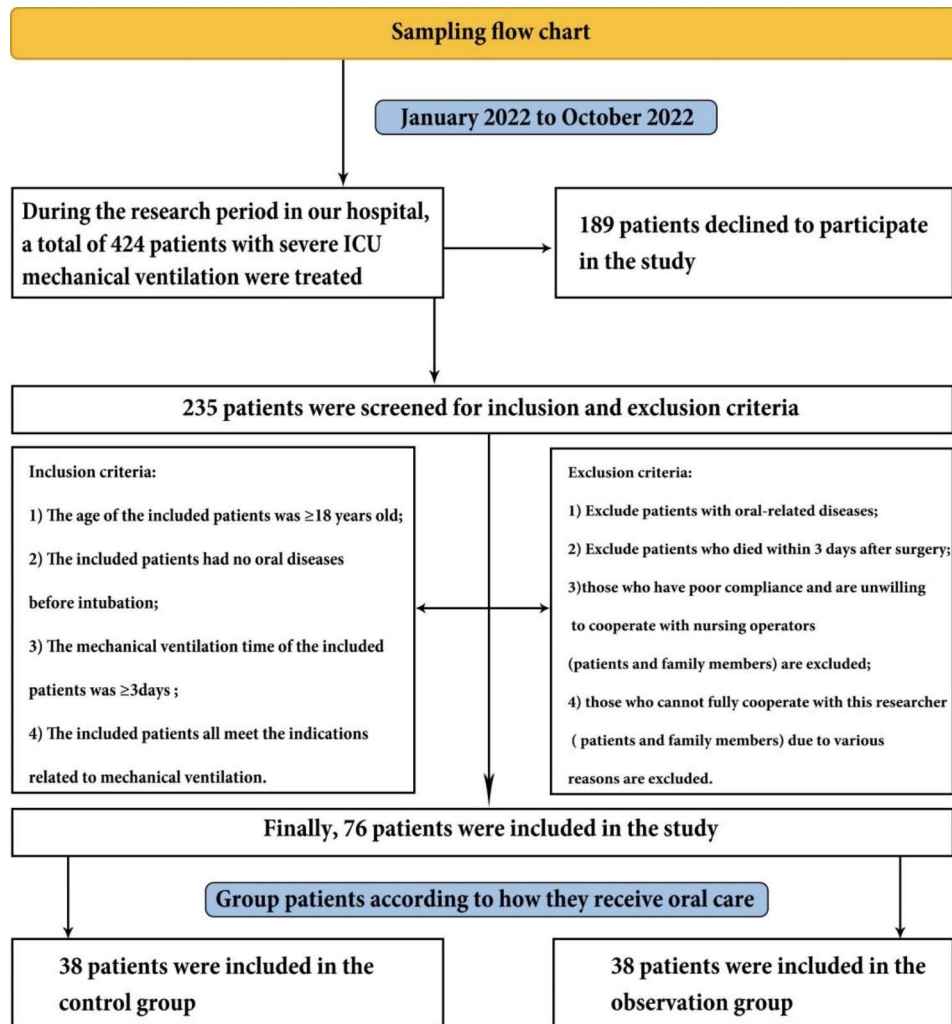 Sampling flow chart
January 2022 to October 2022
During the research period in our hospital,
a total of 424 patients with severe ICU
mechanical ventilation were treated
189 patients declined to participate
in the study
235 patients were screened for inclusion and exclusion criteria
Inclusion criteria:
1) The age of the included patients was ≥18 years old;
2) The included patients had no oral diseases
before intubation;
3) The mechanical ventilation time of the included
patients was ≥3days ;
4) The included patients all meet the indications
related to mechanical ventilation.
Exclusion criteria:
1) Exclude patients with oral-related diseases;
2) Exclude patients who died within 3 days after surgery;
3)those who have poor compliance and are unwilling
to cooperate with nursing operators
(patients and family members) are excluded;
4) those who cannot fully cooperate with this researcher
( patients and family members) due to various
reasons are excluded.
Finally, 76 patients were included in the study
Group patients according to how they receive oral care
38 patients were included in the
control group
38 patients were included in the
observation group